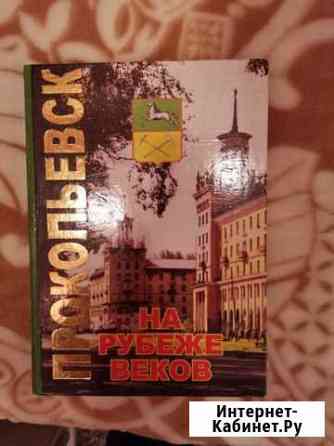 ПРОКОПЬЕВСК
НА
РУБЕЖЕ
ВЕКОВ
Интернет-
Кабинет.Ру